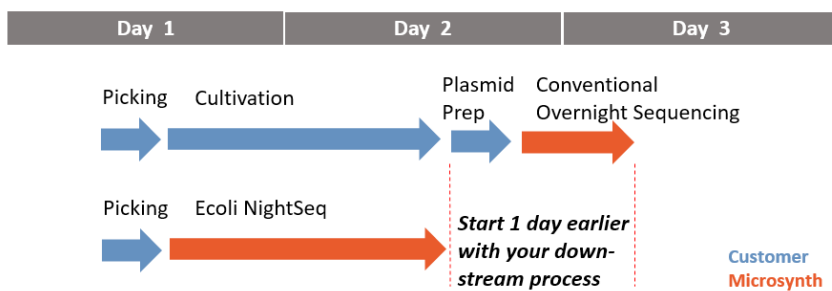 Day 1
Day 2
Day 3
Picking
Cultivation
Plasmid
Prep
Conventional
Overnight Sequencing
Picking
Ecoli NightSeq
Start 1 day earlier
with your down-
stream process
Customer
Microsynth